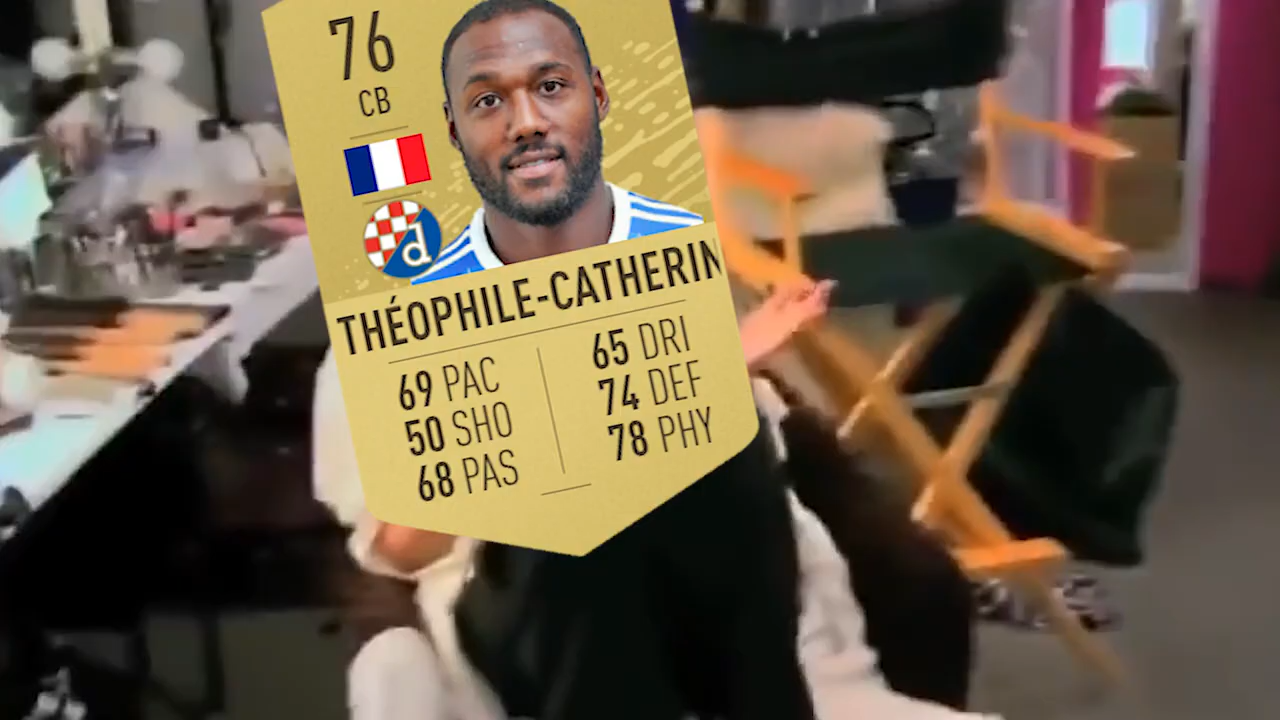 76
CB
d
THÉOPHILE-CATHERIN
69 PAC
50 SHO
68 PAS
65 DRI
74 DEF
78 PHY